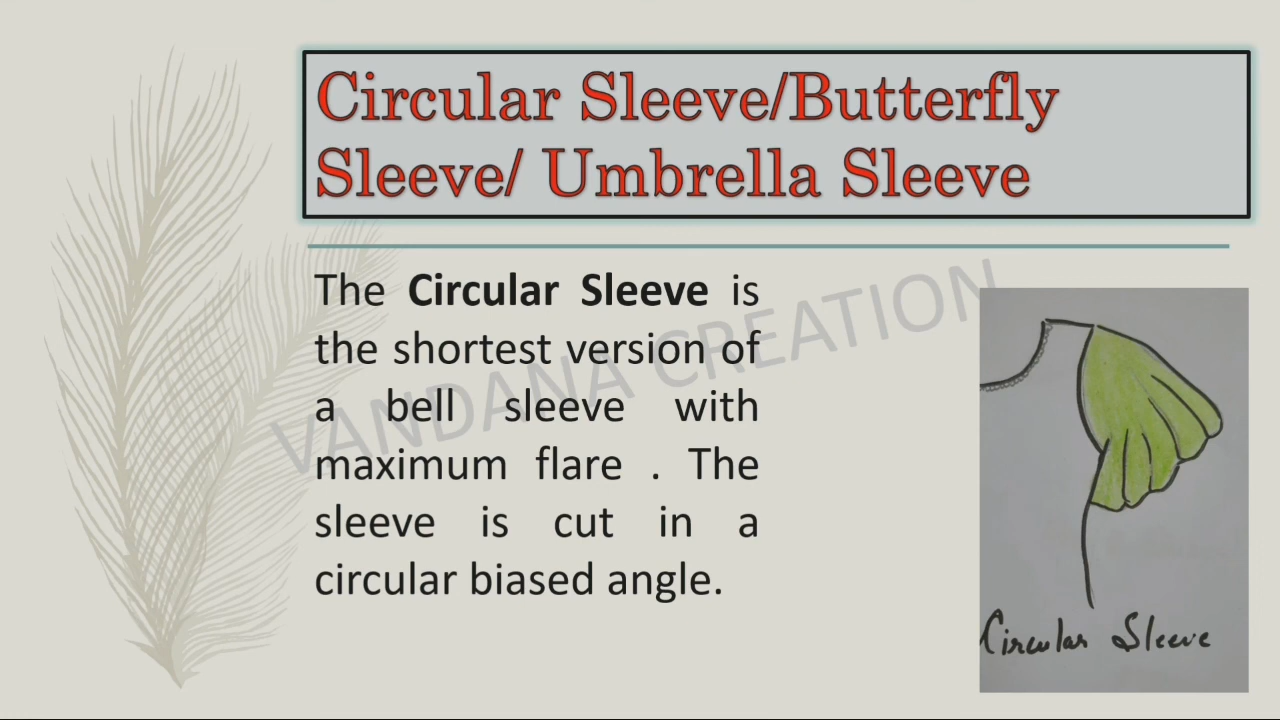 Circular Sleeve/Butterfly
Sleeve/ Umbrella Sleeve
The Circular Sleeve is
the shortest version of
a bell sleeve with
maximum flare . The
sleeve is cut in a
circular biased angle.
VANDANA CREATION
Circular Sleeve